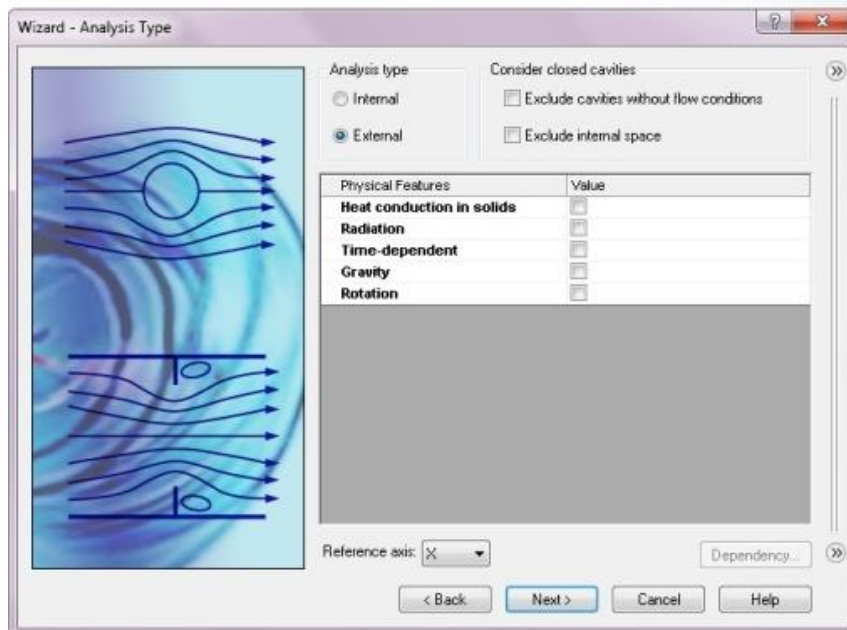 Wizard - Analysis Type
Analysis type
Consider closed cavities
Internal
Exclude cavities without flow conditions
External
Exclude internal space
Physical Features Value
Heat conduction in solids
Radiation
Time-dependent
Gravity
Rotation
Reference axis: X
Dependency...
< Back Next > Cancel Help